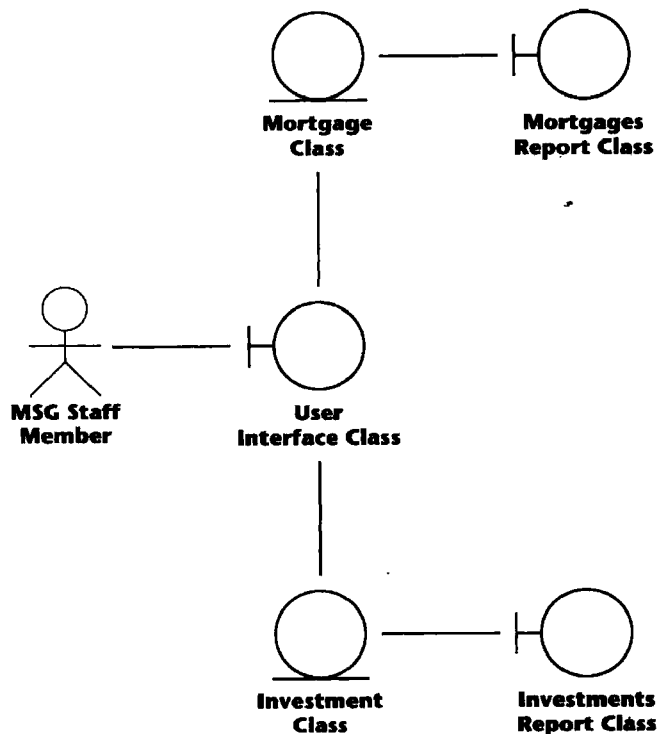 Mortgage
Class
Mortgages
Report Class
MSG Staff
Member
User
Interface Class
Investment
Class
Investments
Report Class